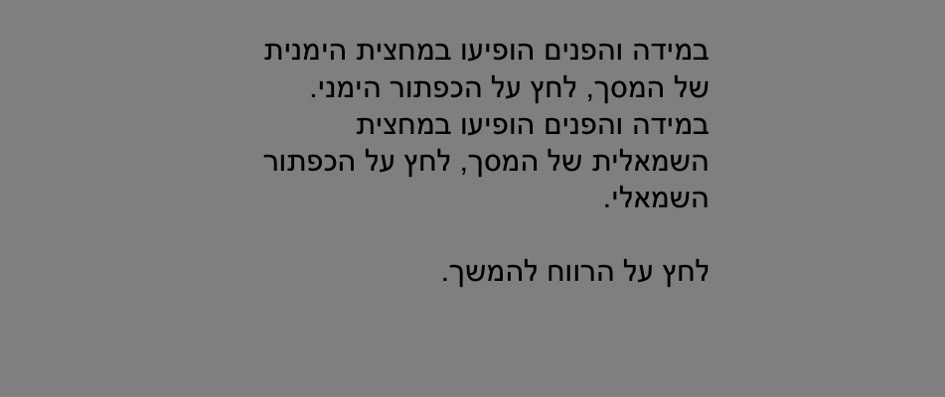 במידה והפנים הופיעו במחצית הימנית
של המסך, לחץ על הכפתור הימני.
במידה והפנים הופיעו במחצית
השמאלית של המסך, לחץ על הכפתור
השמאלי.
לחץ על הרווח להמשך.